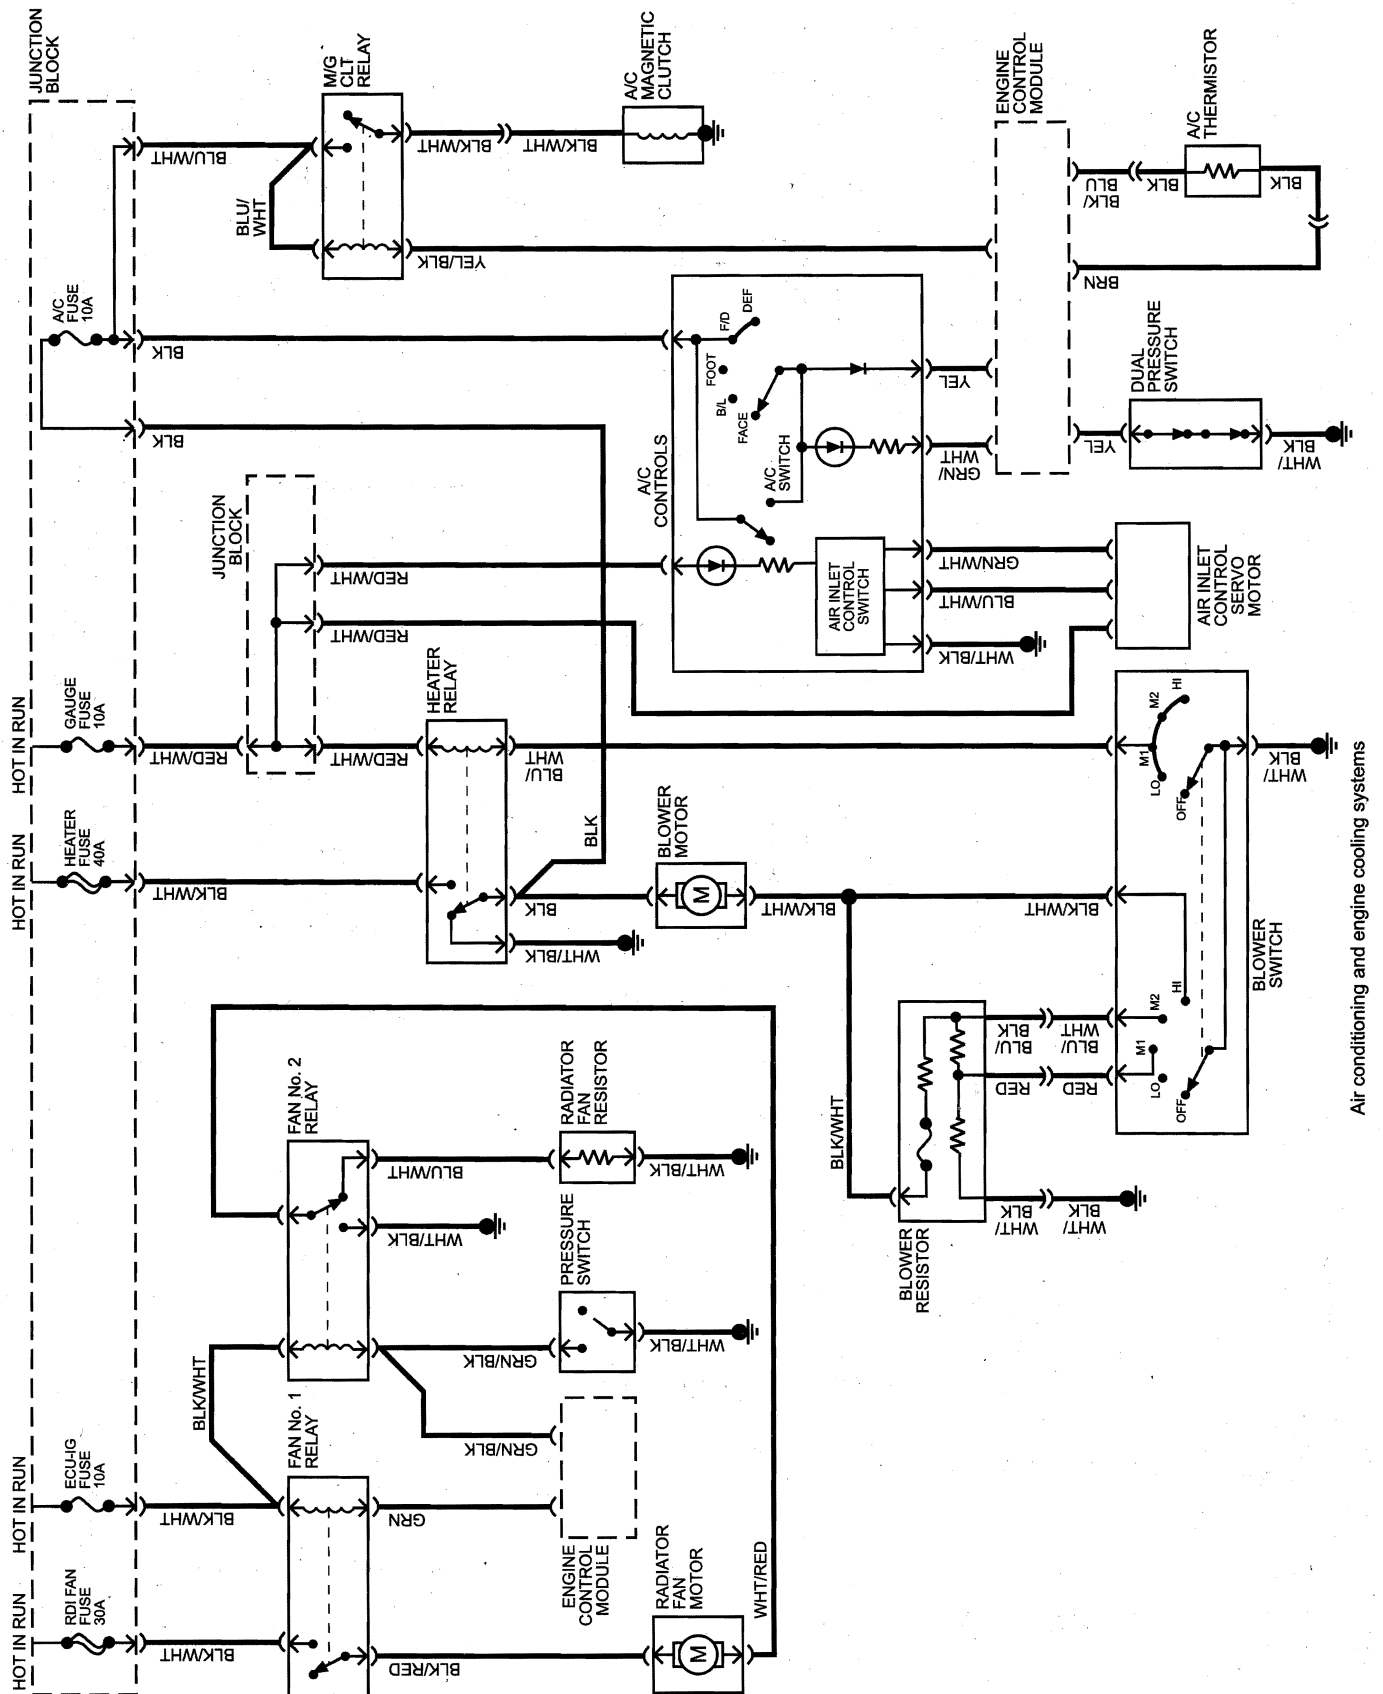 JUNCTION
BLOCK
A/C
FUSE
10A
BLU/WHT
BLK
BLK
BLU/
WHT
M/G
CLT
RELAY
BLK/WHT
BLK/WHT
BLK/WHT
YEL/BLK
A/C
MAGNETIC
CLUTCH
ENGINE
CONTROL
MODULE
BLK/
BLU
BLK
A/C
THERMISTOR
BLK
BRN
YEL
DUAL
PRESSURE
SWITCH
WHT/
BLK
A/C
CONTROLS
F/D
DEF
FOOT
B/L
FACE
A/C
SWITCH
YEL
GRN/
WHT
AIR INLET
CONTROL
SWITCH
GRN/WHT
BLU/WHT
WHT/BLK
AIR INLET
CONTROL
SERVO
MOTOR
JUNCTION
BLOCK
RED/WHT
RED/WHT
HOT IN RUN
GAUGE
FUSE
10A
RED/WHT
RED/WHT
HEATER
RELAY
BLU/
WHT
HOT IN RUN
HEATER
FUSE
40A
BLK/WHT
BLK
BLK
WHT/BLK
BLOWER
MOTOR
M
BLK/WHT
BLK/WHT
M1
M2
HI
LO
OFF
WHT/
BLK
HI
M2
M1
LO
OFF
BLOWER
SWITCH
BLK/WHT
BLU/
BLK
BLU/
WHT
RED
RED
WHT/
BLK
WHT/
BLK
BLOWER
RESISTOR
FAN No. 2
RELAY
BLU/WHT
WHT/BLK
RADIATOR
FAN
RESISTOR
WHT/BLK
PRESSURE
SWITCH
GRN/BLK
WHT/BLK
BLK/WHT
GRN/BLK
HOT IN RUN
ECU-IG
FUSE
10A
BLK/WHT
FAN No. 1
RELAY
GRN
ENGINE
CONTROL
MODULE
HOT IN RUN
RDI FAN
FUSE
30A
BLK/WHT
BLK/RED
RADIATOR
FAN
MOTOR
M
WHT/RED
Air conditioning and engine cooling systems